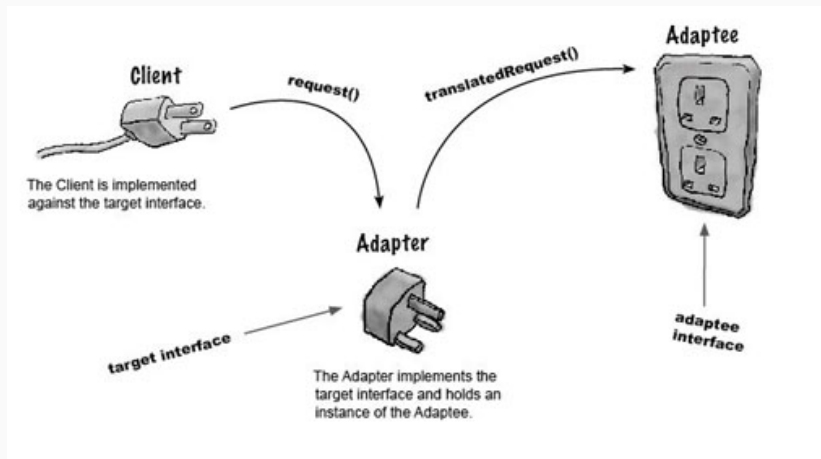 Client
request()
translatedRequest()
Adaptee
The Client is implemented
against the target interface.
Adapter
target interface
adaptee
interface
The Adapter implements the
target interface and holds an
instance of the Adaptee.